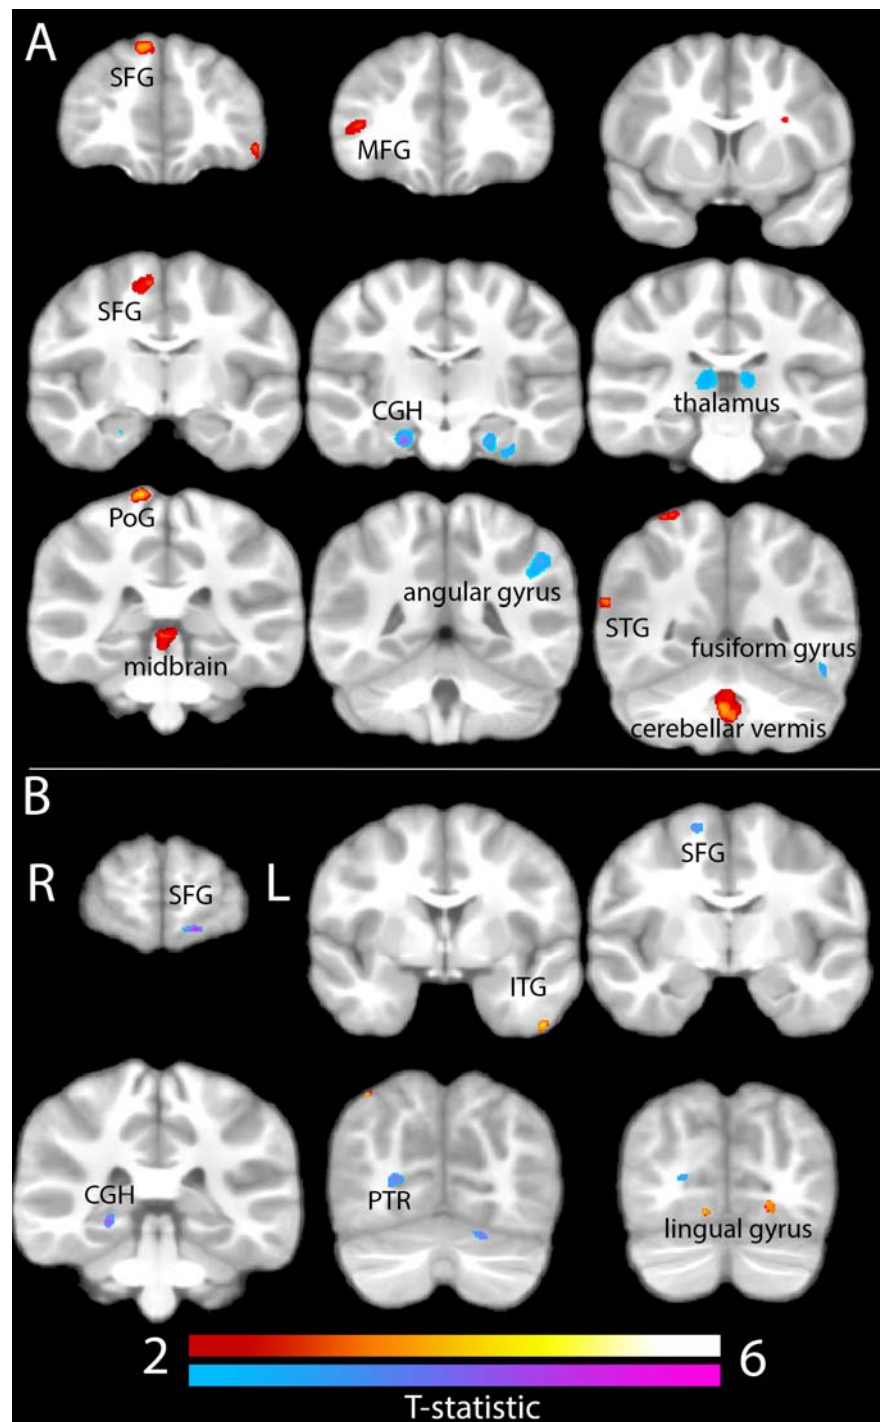 A
SFG
MFG
SFG
CGH
thalamus
PoG
midbrain
angular gyrus
STG
fusiform gyrus
cerebellar vermis
B
R
SFG
L
ITG
SFG
CGH
PTR
lingual gyrus
2
6
T-statistic